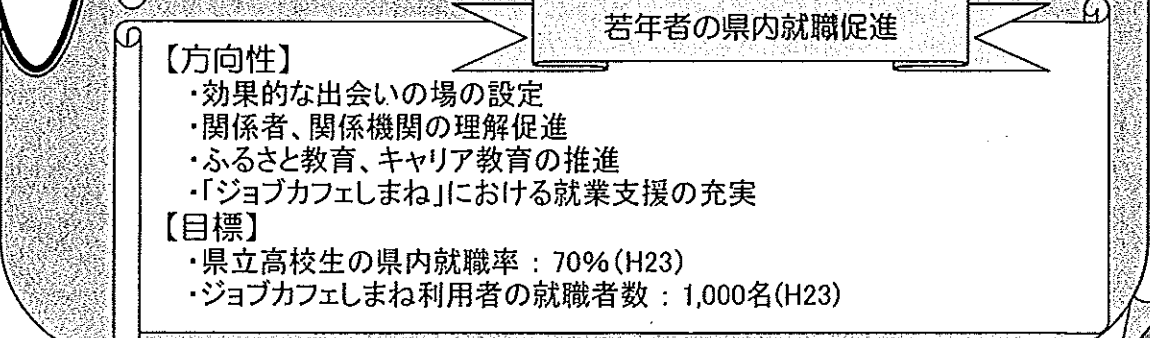 若年者の県内就職促進
【方向性】
・効果的な出会いの場の設定
・関係者、関係機関の理解促進
・ふるさと教育、キャリア教育の推進
・「ジョブカフェしまね」における就業支援の充実
【目標】
・県立高校生の県内就職率：70%(H23)
・ジョブカフェしまね利用者の就職者数：1,000名(H23)